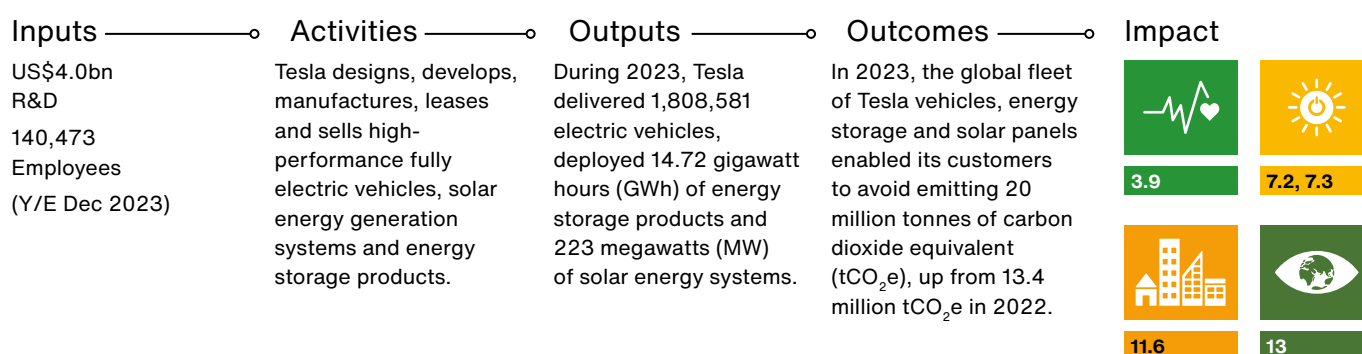 Inputs
US$4.0bn
R&D
140,473
Employees
(Y/E Dec 2023)
Activities
Tesla designs, develops,
manufactures, leases
and sells high-
performance fully
electric vehicles, solar
energy generation
systems and energy
storage products.
Outputs
During 2023, Tesla
delivered 1,808,581
electric vehicles,
deployed 14.72 gigawatt
hours (GWh) of energy
storage products and
223 megawatts (MW)
of solar energy systems.
Outcomes
In 2023, the global fleet
of Tesla vehicles, energy
storage and solar panels
enabled its customers
to avoid emitting 20
million tonnes of carbon
dioxide equivalent
(tCO₂e), up from 13.4
million tCO₂e in 2022.
Impact
3.9
7.2, 7.3
11.6
13